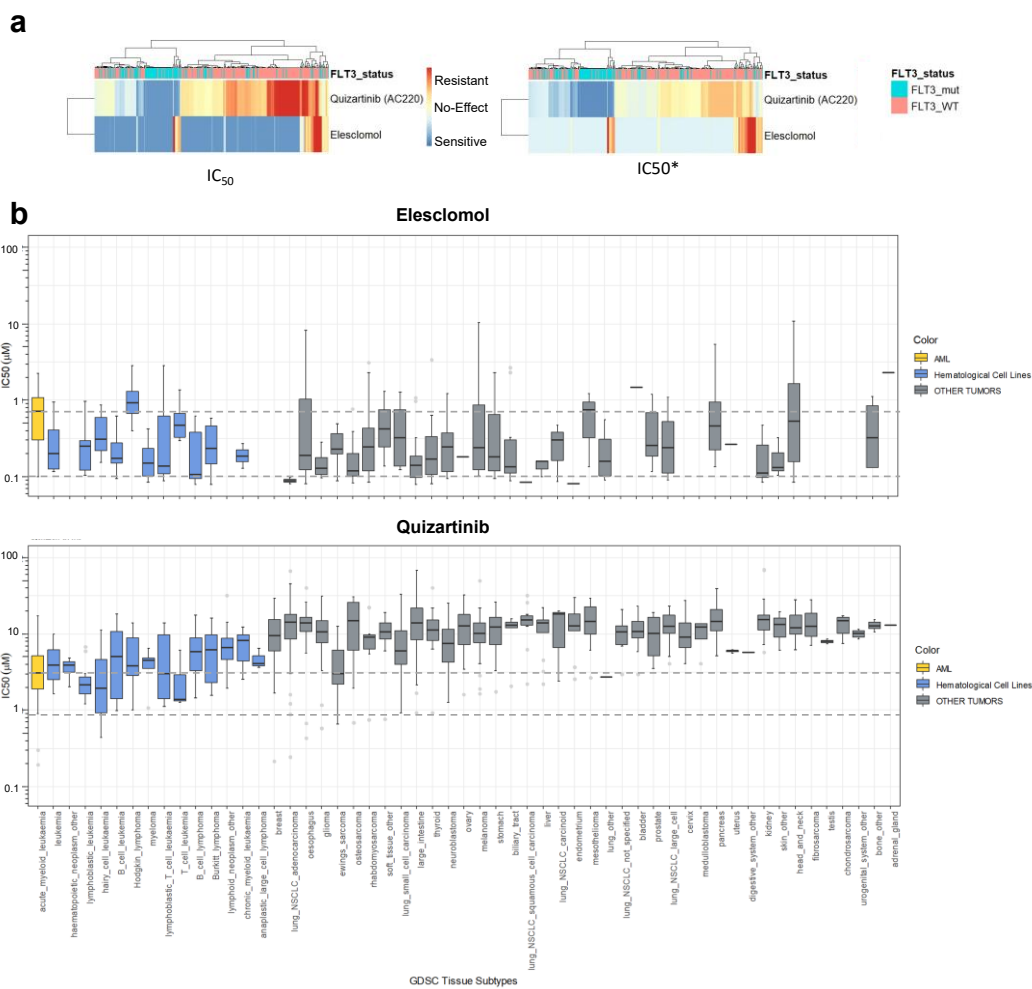 a
FLT3_status
Quizartinib (AC220)
Elesclomol
Resistant
No-Effect
Sensitive
IC50
FLT3_status
Quizartinib (AC220)
Elesclomol
IC50*
FLT3_status
FLT3_mut
FLT3_WT
b
Elesclomol
100
10
1
0.1
IC50 (μM)
Color
AML
Hematological Cell Lines
OTHER TUMORS
Quizartinib
100
10
1
0.1
IC50 (μM)
Color
AML
Hematological Cell Lines
OTHER TUMORS
acute_myeloid_leukaemia
leukemia
haematopoietic_neoplasm_other
lymphoblastic_leukemia
hairy_cell_leukaemia
B_cell_leukemia
Hodgkin_lymphoma
myeloma
lymphoblastic_T_cell_leukaemia
T_cell_leukemia
B_cell_lymphoma
Burkitt_lymphoma
lymphoid_neoplasm_other
chronic_myeloid_leukaemia
anaplastic_large_cell_lymphoma
breast
lung_NSCLC_adenocarcinoma
oesophagus
glioma
ewings_sarcoma
osteosarcoma
rhabdomyosarcoma
soft_tissue_other
lung_small_cell_carcinoma
large_intestine
thyroid
neuroblastoma
ovary
melanoma
stomach
biliary_tract
lung_NSCLC_squamous_cell_carcinoma
liver
lung_NSCLC_carcinoid
endometrium
mesothelioma
lung_other
lung_NSCLC_not_specified
bladder
prostate
lung_NSCLC_large_cell
cervix
medulloblastoma
pancreas
uterus
digestive_system_other
kidney
skin_other
head_and_neck
fibrosarcoma
testis
chondrosarcoma
urogenital_system_other
bone_other
adrenal_gland
GDSC Tissue Subtypes